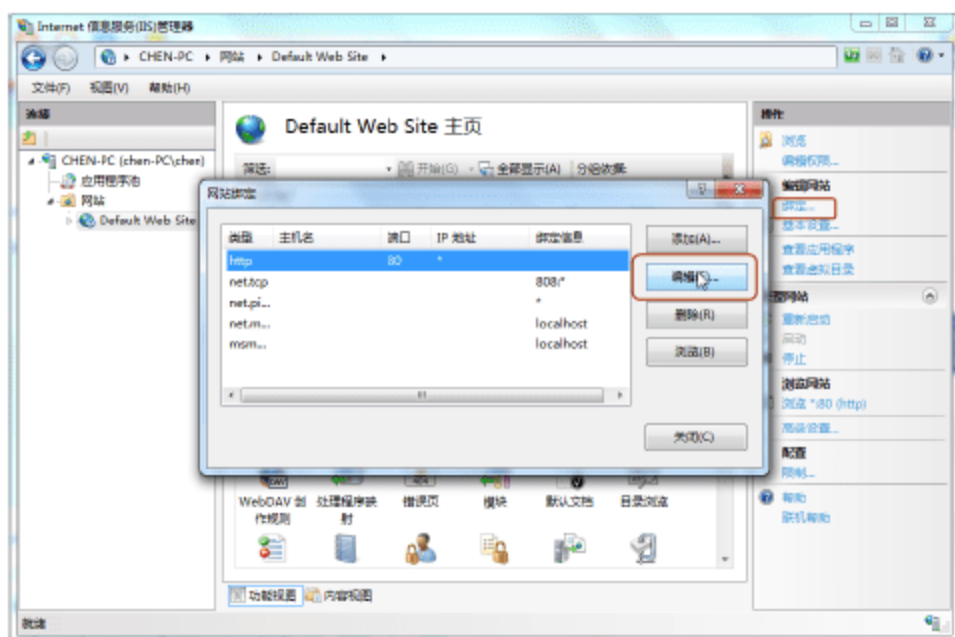 Internet 信息服务(IIS)管理器
CHEN-PC 网站 Default Web Site
文件(F) 视图(V) 帮助(H)
连接
CHEN-PC (chen-PC\chen)
应用程序池
网站
Default Web Site
Default Web Site 主页
筛选: 开始(G) 全部显示(A) 分组依据:
网站绑定
类型 主机名 端口 IP 地址 绑定信息
http 80 *
net.tcp 808:*
net.pi... *
net.m... localhost
msm... localhost
添加(A)...
编辑...
删除(R)
浏览(B)
关闭(C)
WebDAV 创作规则
处理程序映射
错误页
模块
默认文档
目录浏览
功能视图 内容视图
操作
浏览
编辑权限...
编辑网站
绑定...
基本设置...
查看应用程序
查看虚拟目录
网站
重新启动
启动
停止
浏览网站
浏览 *:80 (http)
高级设置...
配置
限制...
帮助
联机帮助
就绪